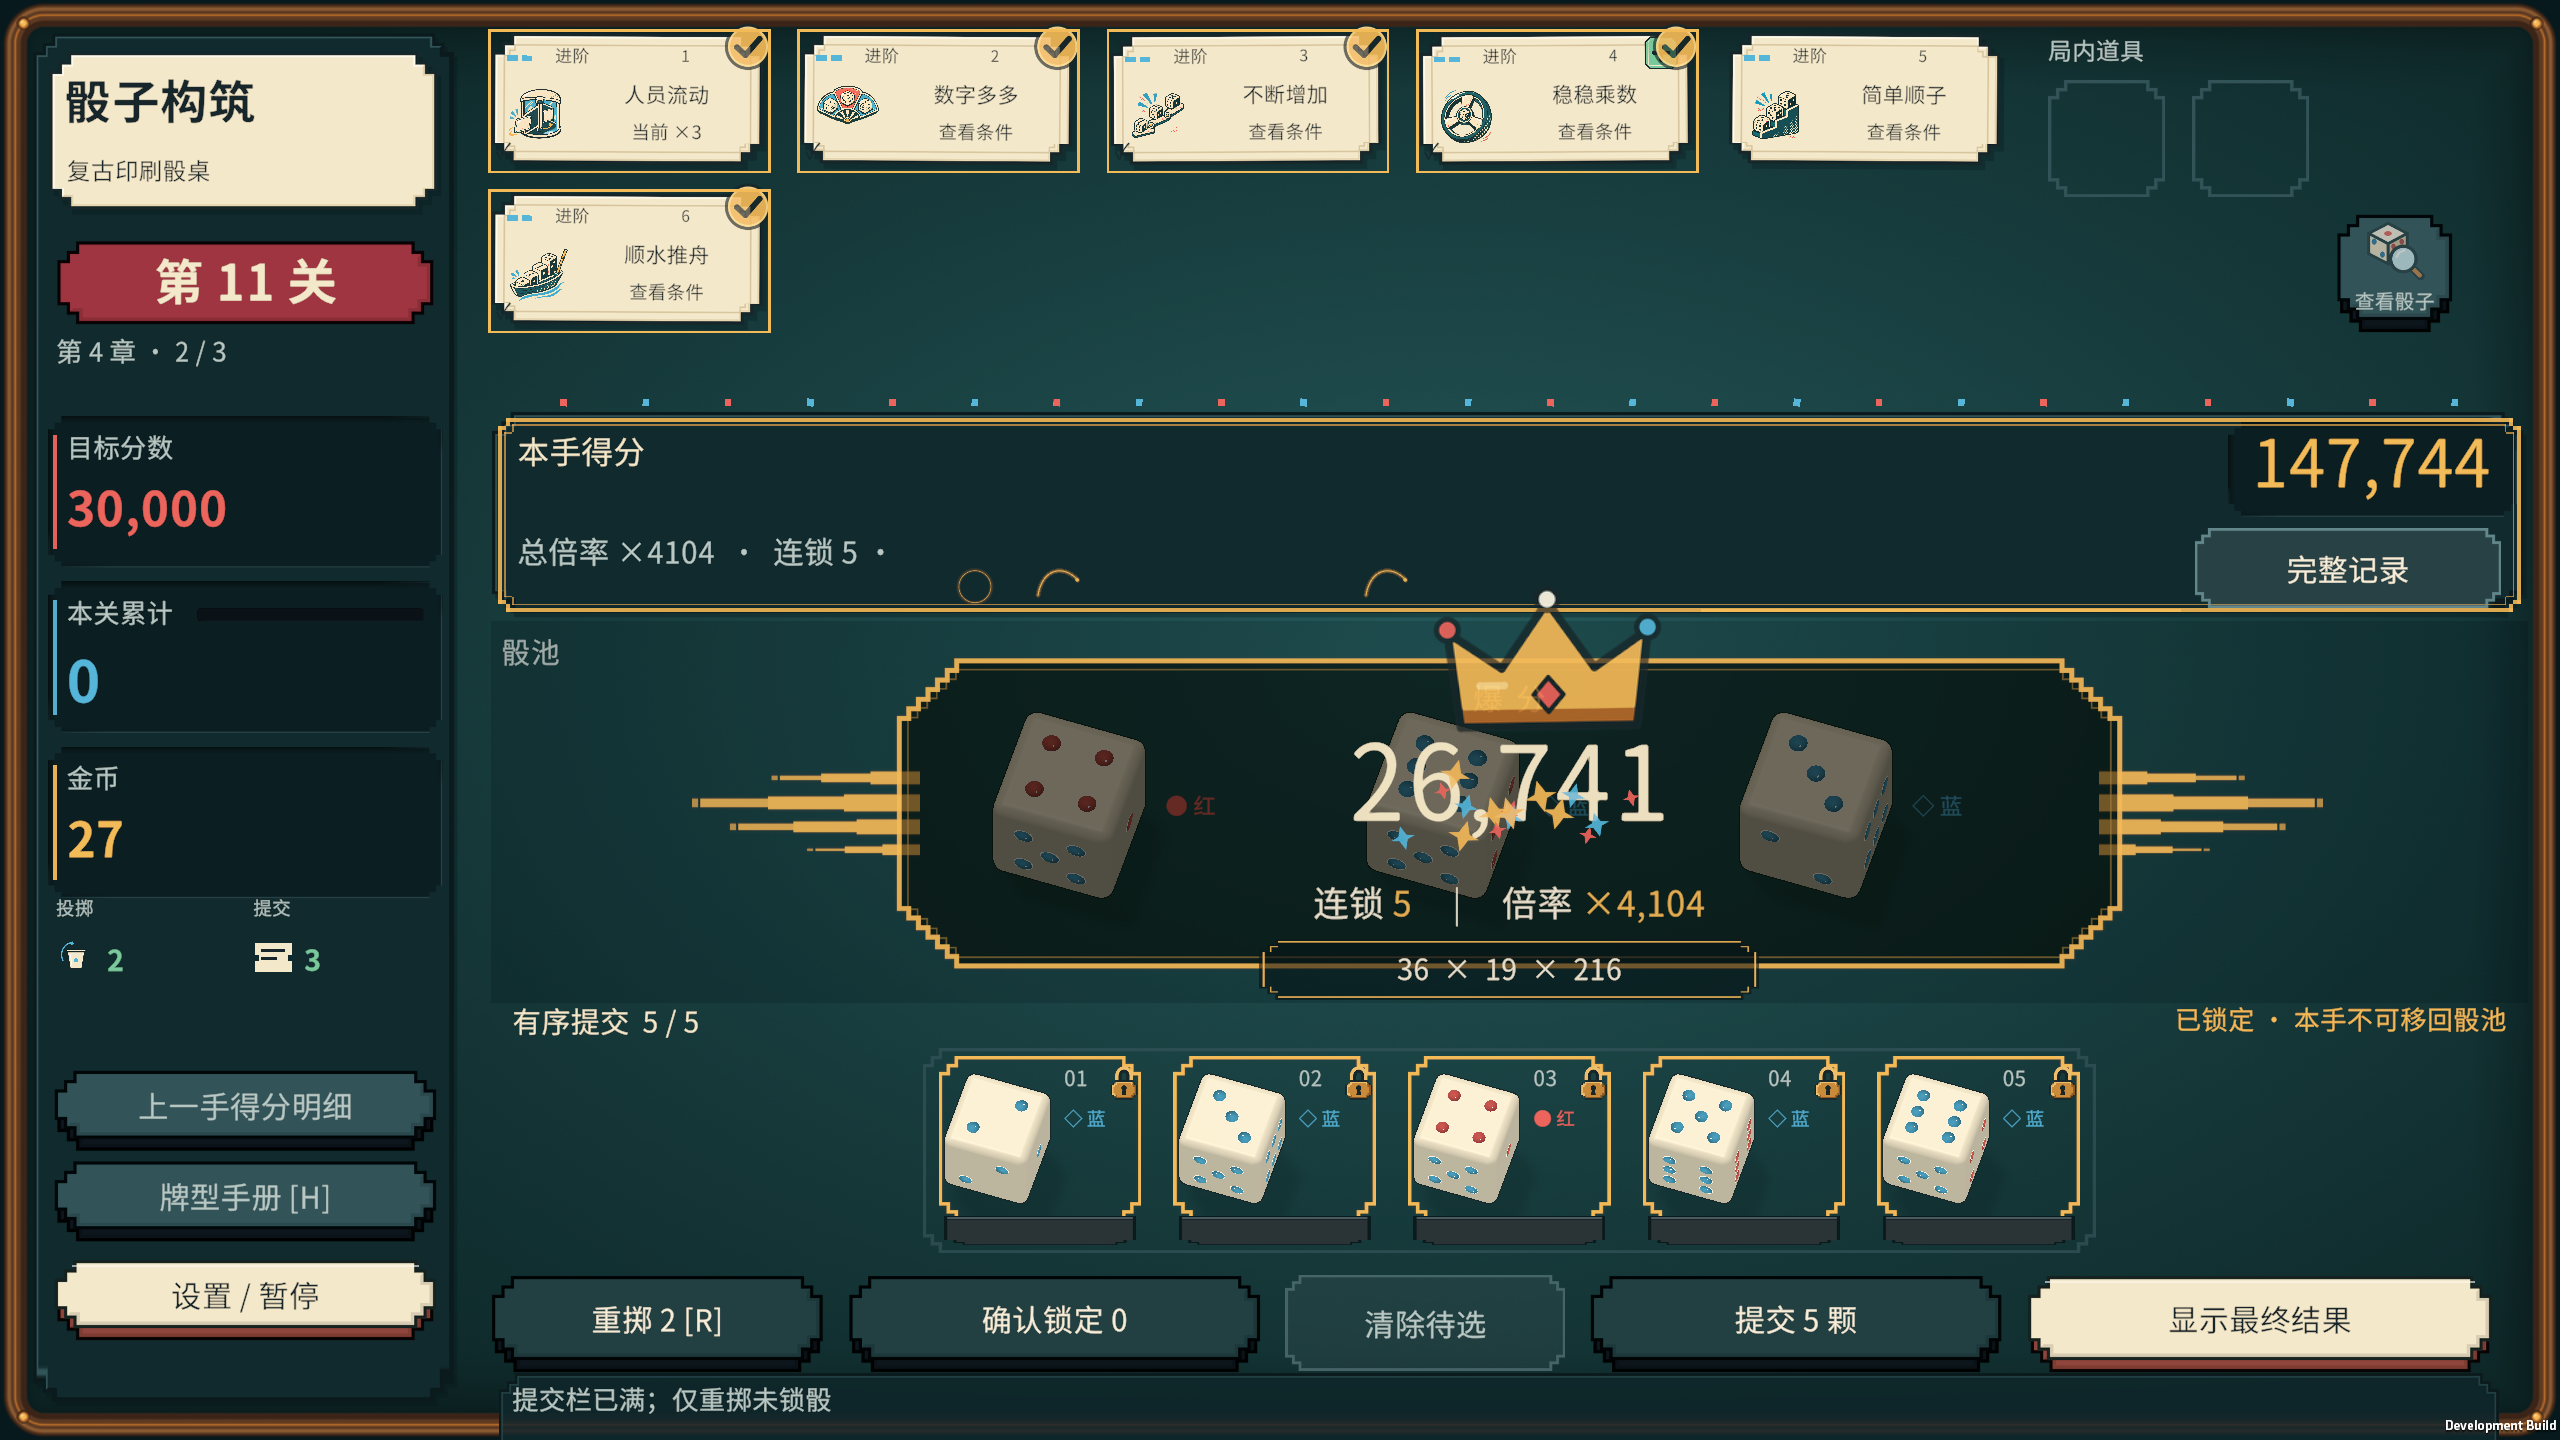 骰子构筑
复古印刷骰桌
第 11 关
第 4 章 · 2 / 3
目标分数
30,000
本关累计
0
金币
27
投掷
提交
2
3
上一手得分明细
牌型手册 [H]
设置 / 暂停
进阶 1
人员流动
当前 ×3
进阶 2
数字多多
查看条件
进阶 3
不断增加
查看条件
进阶 4
稳稳乘数
查看条件
进阶 5
简单顺子
查看条件
进阶 6
顺水推舟
查看条件
局内道具
查看骰子
本手得分
147,744
总倍率 ×4104 · 连锁 5 ·
完整记录
骰池
爆分
红
26,741
蓝
蓝
连锁 5
倍率 ×4,104
36 × 19 × 216
有序提交 5 / 5
已锁定 · 本手不可移回骰池
01
蓝
02
蓝
03
红
04
蓝
05
蓝
重掷 2 [R]
确认锁定 0
清除待选
提交 5 颗
显示最终结果
提交栏已满；仅重掷未锁骰
Development Build